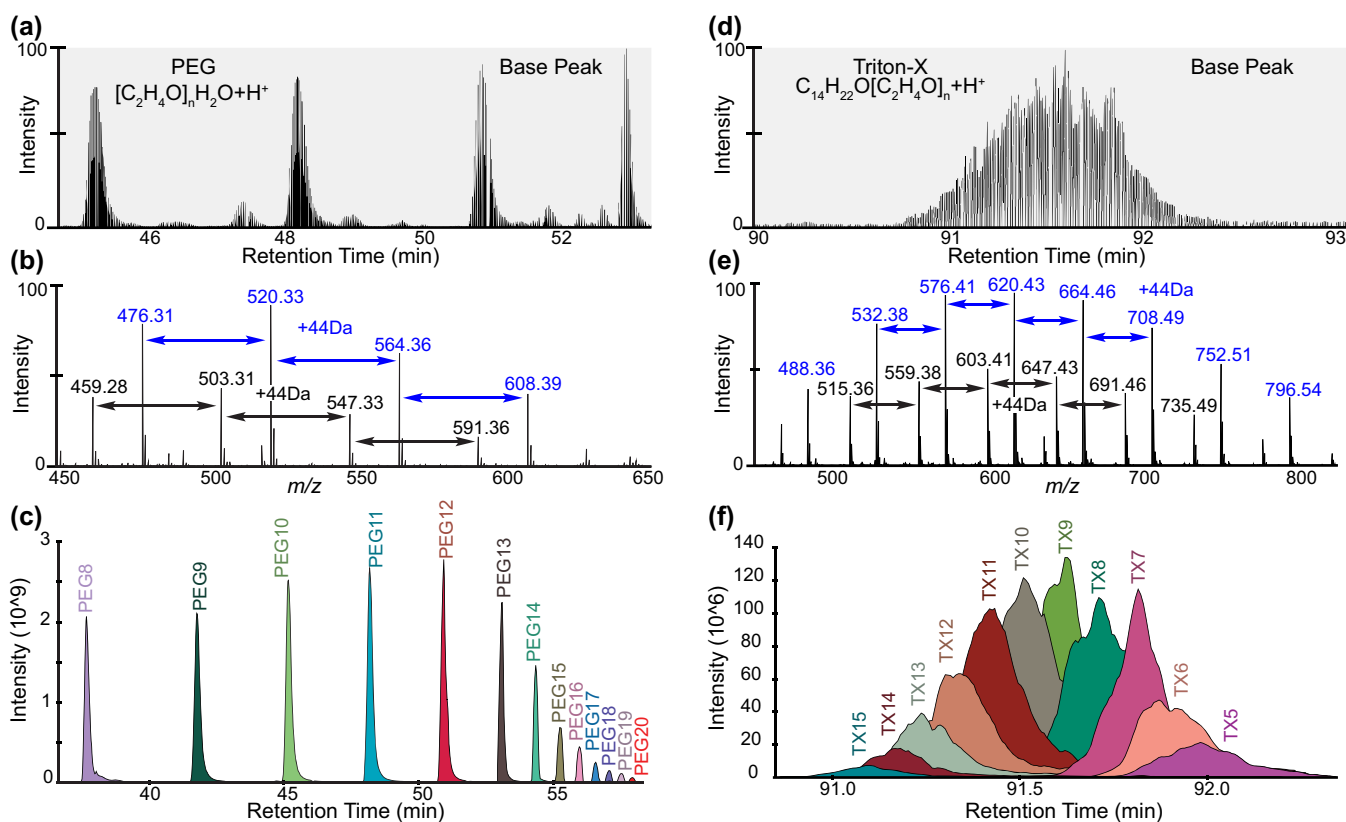 (a)
100
PEG
Base Peak
[C2H4O]nH2O+H+
Intensity
0
46
48
50
52
Retention Time (min)
(b)
100
520.33
476.31
+44Da
564.36
608.39
459.28
503.31
+44Da
547.33
591.36
Intensity
0
450
500
550
600
650
m/z
(c)
3
2
1
0
Intensity (10^9)
PEG8
PEG9
PEG10
PEG11
PEG12
PEG13
PEG14
PEG15
PEG16
PEG17
PEG18
PEG19
PEG20
40
45
50
55
Retention Time (min)
(d)
100
Triton-X
Base Peak
C14H22O[C2H4O]n+H+
Intensity
0
90
91
92
93
Retention Time (min)
(e)
100
576.41
620.43
664.46
+44Da
532.38
708.49
752.51
796.54
488.36
515.36
559.38
603.41
647.43
+44Da
691.46
735.49
Intensity
0
500
600
700
800
m/z
(f)
140
120
100
80
60
40
20
0
Intensity (10^6)
TX15
TX14
TX13
TX12
TX11
TX10
TX9
TX8
TX7
TX6
TX5
91.0
91.5
92.0
Retention Time (min)